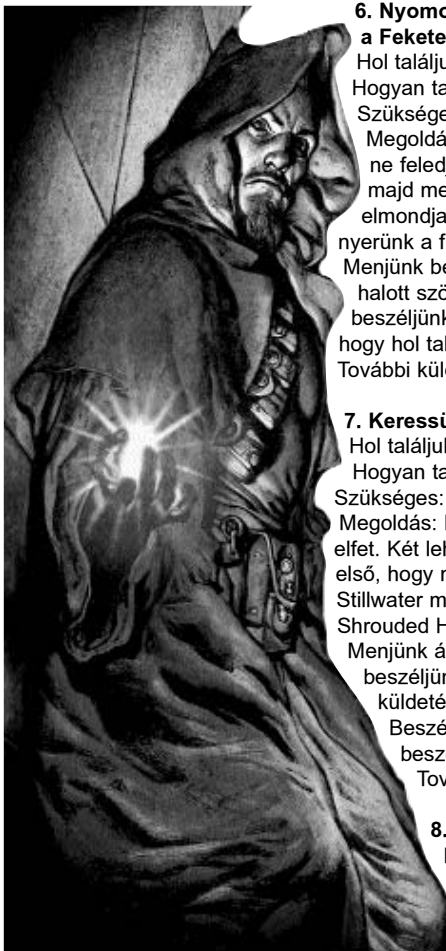 6. Nyomo
a Fekete
Hol találju
Hogyan ta
Szüksége
Megoldá
ne feled
majd me
elmondja
nyerünk a f
Menjünk be
halott szö
beszéljünk
hogy hol tal
További kül
7. Keressü
Hol találjuk
Hogyan ta
Szükséges:
Megoldás:
elfet. Két leh
első, hogy m
Stillwater m
Shrouded H
Menjünk á
beszéljün
küldeté
Beszé
besz
Tov
8.